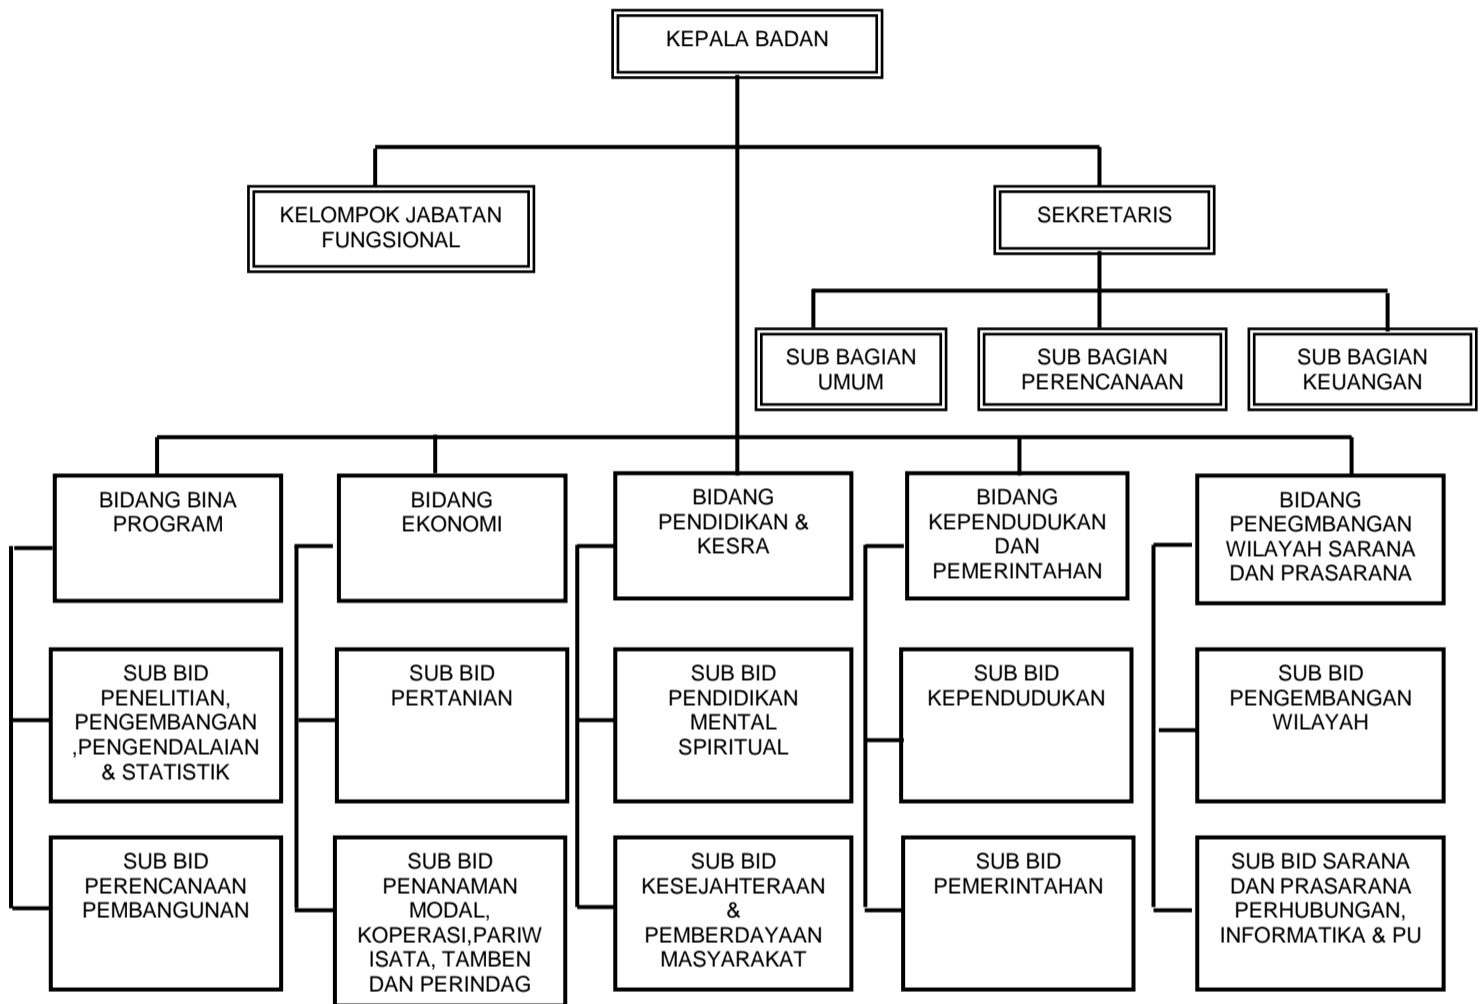 KEPALA BADAN
KELOMPOK JABATAN
FUNGSIONAL
SEKRETARIS
SUB BAGIAN
UMUM
SUB BAGIAN
PERENCANAAN
SUB BAGIAN
KEUANGAN
BIDANG BINA
PROGRAM
BIDANG
EKONOMI
BIDANG
PENDIDIKAN &
KESRA
BIDANG
KEPENDUDUKAN
DAN
PEMERINTAHAN
BIDANG
PENEGMBANGAN
WILAYAH SARANA
DAN PRASARANA
SUB BID
PENELITIAN,
PENGEMBANGAN
,PENGENDALAIAN
& STATISTIK
SUB BID
PERTANIAN
SUB BID
PENDIDIKAN
MENTAL
SPIRITUAL
SUB BID
KEPENDUDUKAN
SUB BID
PENGEMBANGAN
WILAYAH
SUB BID
PERENCANAAN
PEMBANGUNAN
SUB BID
PENANAMAN
MODAL,
KOPERASI,PARIW
ISATA, TAMBEN
DAN PERINDAG
SUB BID
KESEJAHTERAAN
&
PEMBERDAYAAN
MASYARAKAT
SUB BID
PEMERINTAHAN
SUB BID SARANA
DAN PRASARANA
PERHUBUNGAN,
INFORMATIKA & PU